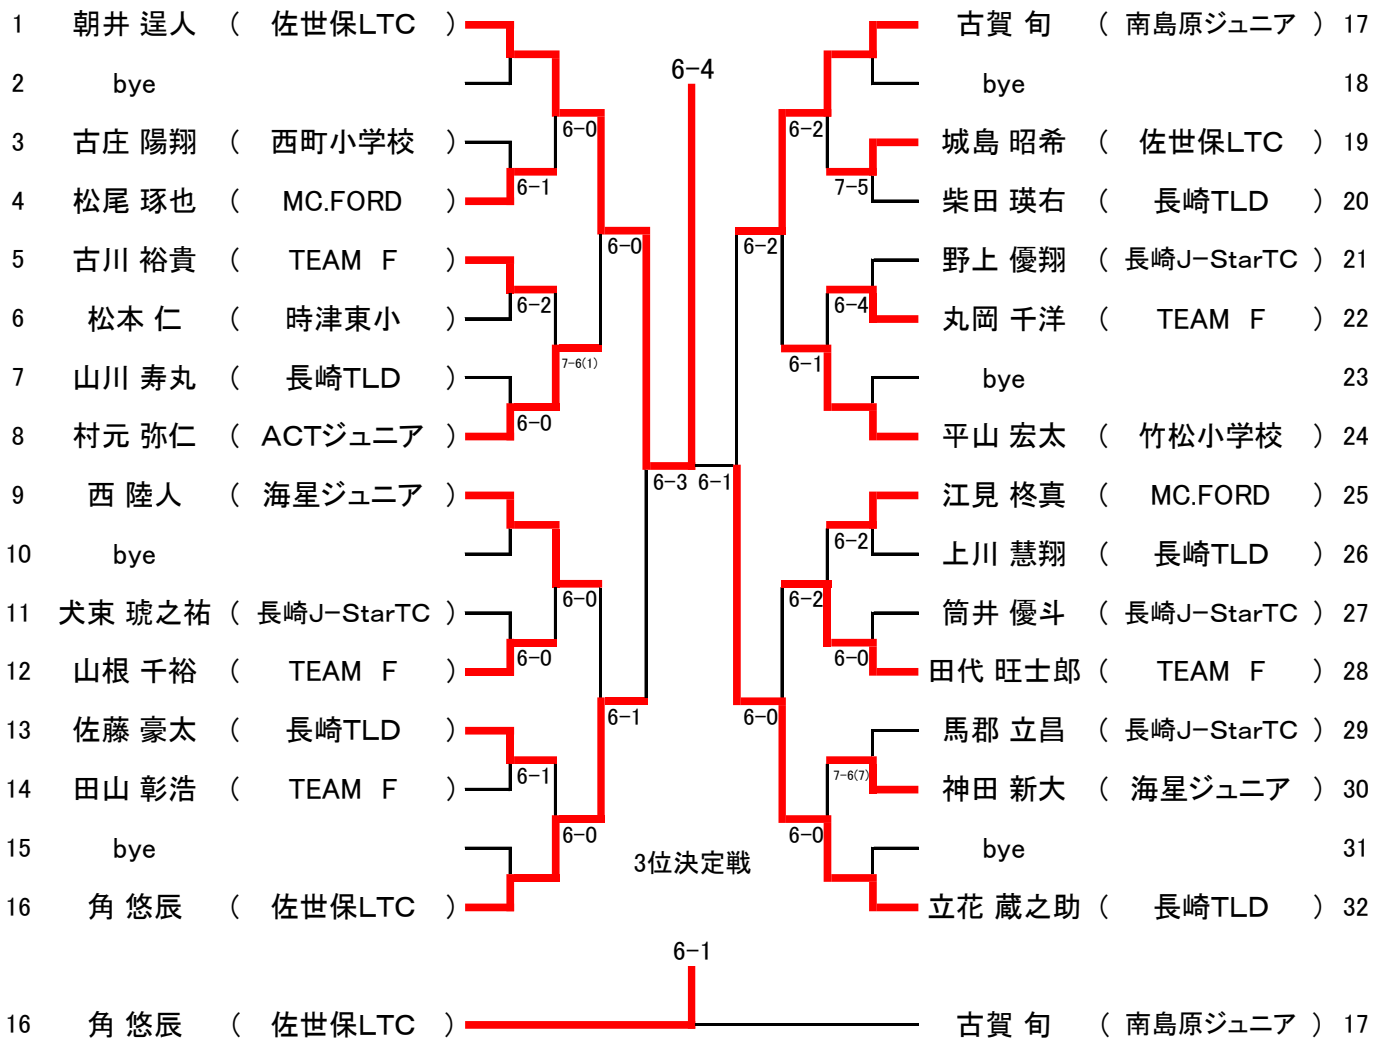 1 朝井 逞人 ( 佐世保LTC ) 古賀 旬 ( 南島原ジュニア ) 17
6-4
2 bye bye 18
6-0 6-2
3 古庄 陽翔 ( 西町小学校 ) 城島 昭希 ( 佐世保LTC ) 19
6-1 7-5
4 松尾 琢也 ( MC.FORD ) 柴田 瑛右 ( 長崎TLD ) 20
6-0 6-2
5 古川 裕貴 ( TEAM F ) 野上 優翔 ( 長崎J-StarTC ) 21
6-2 6-4
6 松本 仁 ( 時津東小 ) 丸岡 千洋 ( TEAM F ) 22
7-6(1) 6-1
7 山川 寿丸 ( 長崎TLD ) bye 23
6-0
8 村元 弥仁 ( ACTジュニア ) 平山 宏太 ( 竹松小学校 ) 24
6-3 6-1
9 西 陸人 ( 海星ジュニア ) 江見 柊真 ( MC.FORD ) 25
6-2
10 bye 上川 慧翔 ( 長崎TLD ) 26
6-0 6-2
11 犬束 琥之祐 ( 長崎J-StarTC ) 筒井 優斗 ( 長崎J-StarTC ) 27
6-0 6-0
12 山根 千裕 ( TEAM F ) 田代 旺士郎 ( TEAM F ) 28
6-1 6-0
13 佐藤 豪太 ( 長崎TLD ) 馬郡 立昌 ( 長崎J-StarTC ) 29
6-1 7-6(7)
14 田山 彰浩 ( TEAM F ) 神田 新大 ( 海星ジュニア ) 30
6-0 6-0
15 bye bye 31
3位決定戦
16 角 悠辰 ( 佐世保LTC ) 立花 蔵之助 ( 長崎TLD ) 32
6-1
16 角 悠辰 ( 佐世保LTC ) 古賀 旬 ( 南島原ジュニア ) 17